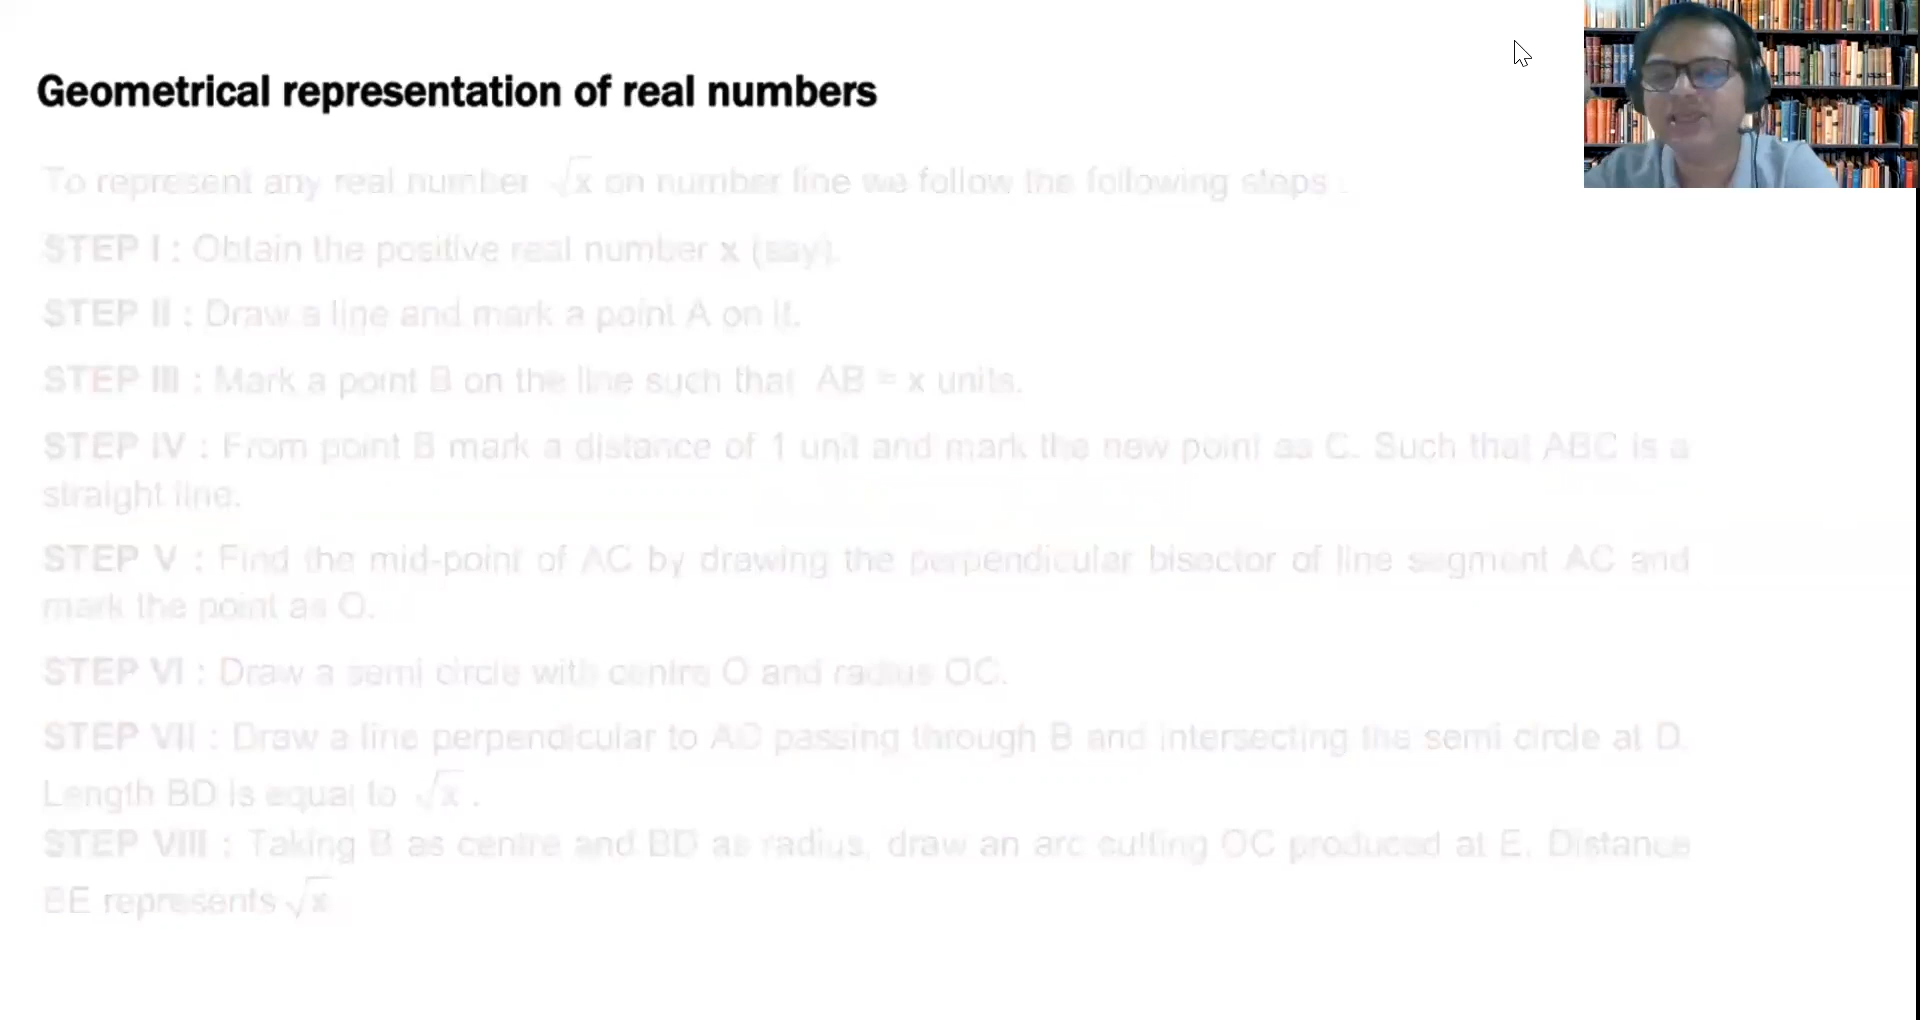 Geometrical representation of real numbers
To represent any real number √x on number line we follow the following steps :
STEP I : Obtain the positive real number x (say).
STEP II : Draw a line and mark a point A on it.
STEP III : Mark a point B on the line such that AB = x units.
STEP IV : From point B mark a distance of 1 unit and mark the new point as C. Such that ABC is a
straight line.
STEP V : Find the mid-point of AC by drawing the perpendicular bisector of line segment AC and
mark the point as O.
STEP VI : Draw a semi circle with centre O and radius OC.
STEP VII : Draw a line perpendicular to passing through B and intersecting the semi circle at D.
Length BD is equal to √x .
STEP VIII : Taking B as centre and BD as radius, draw an arc cutting OC produced at E. Distance
BE represents √x